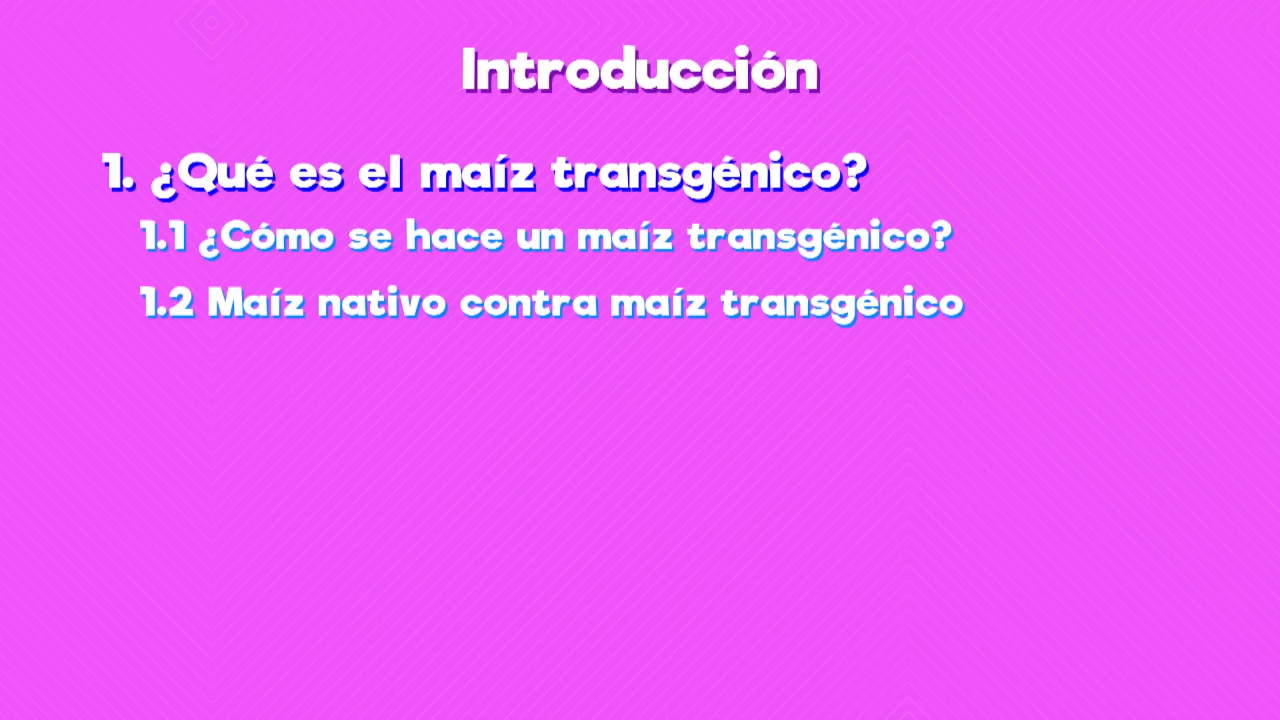 Introducción
1. ¿Qué es el maíz transgénico?
1.1 ¿Cómo se hace un maíz transgénico?
1.2 Maíz nativo contra maíz transgénico